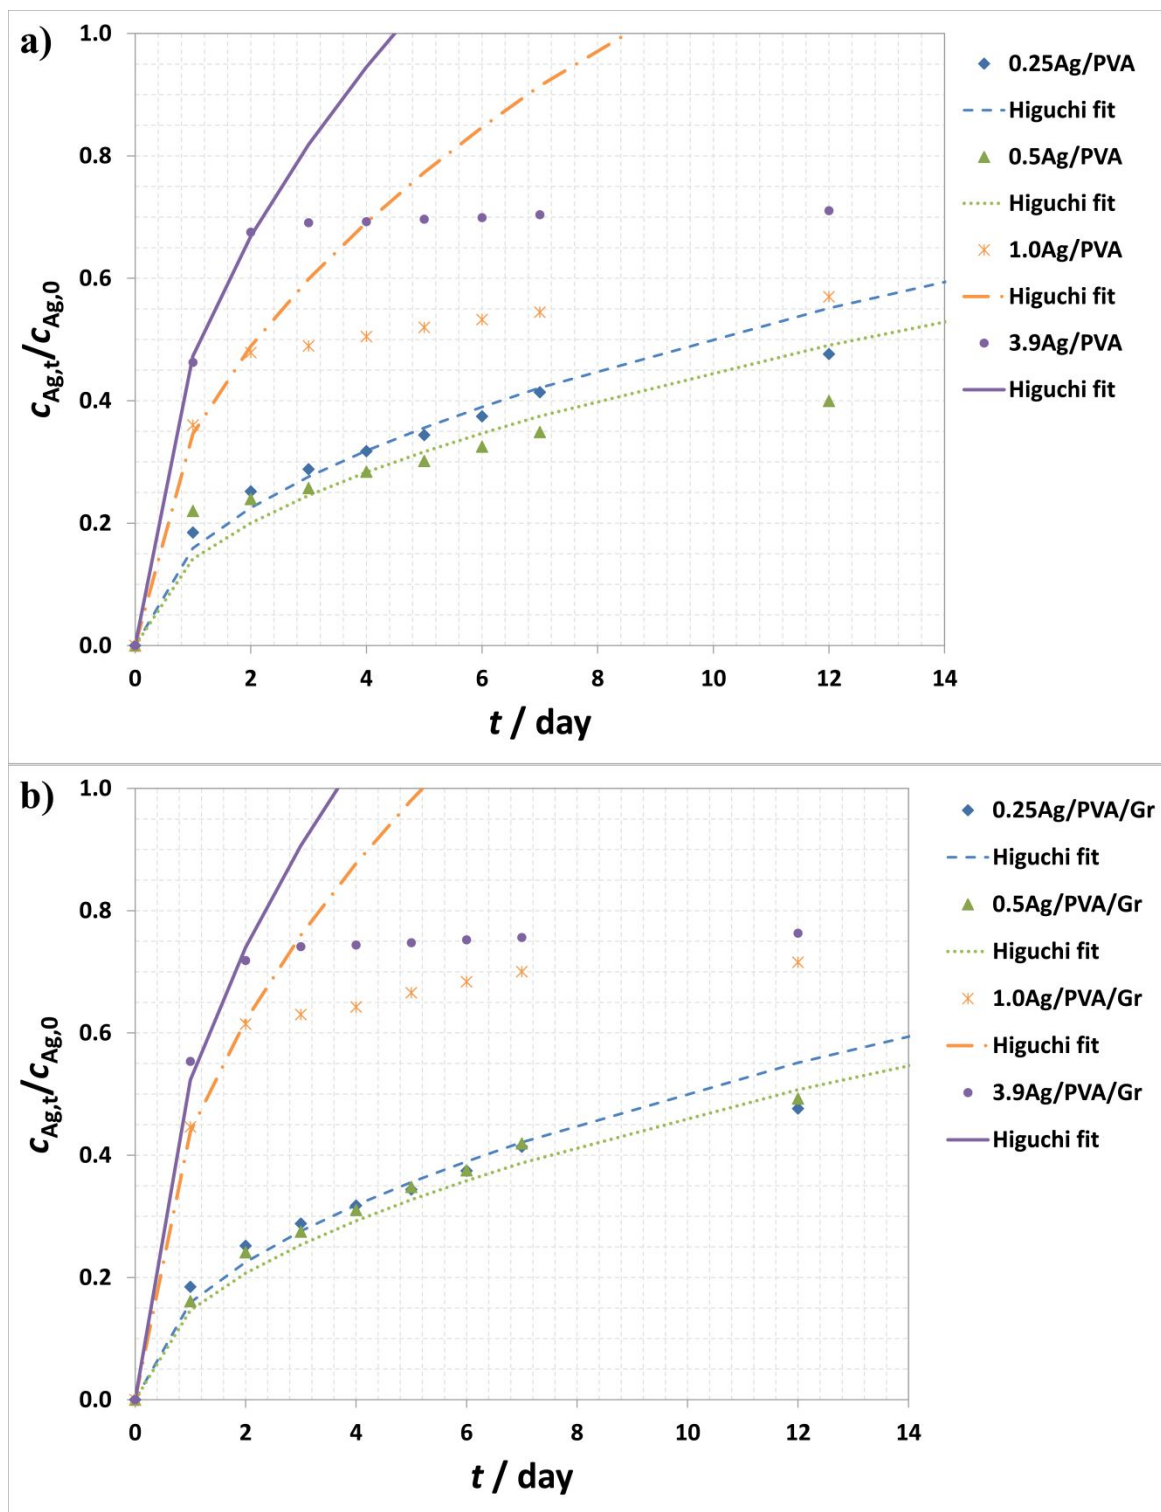 a)
1.0
0.8
0.6
0.4
0.2
0.0
c_Ag,t/c_Ag,0
0 2 4 6 8 10 12 14
t / day
0.25Ag/PVA
Higuchi fit
0.5Ag/PVA
Higuchi fit
1.0Ag/PVA
Higuchi fit
3.9Ag/PVA
Higuchi fit
b)
1.0
0.8
0.6
0.4
0.2
0.0
c_Ag,t/c_Ag,0
0 2 4 6 8 10 12 14
t / day
0.25Ag/PVA/Gr
Higuchi fit
0.5Ag/PVA/Gr
Higuchi fit
1.0Ag/PVA/Gr
Higuchi fit
3.9Ag/PVA/Gr
Higuchi fit